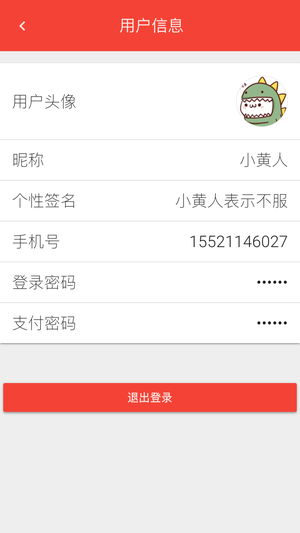 用户信息
用户头像
昵称 小黄人
个性签名 小黄人表示不服
手机号 15521146027
登录密码 ••••••
支付密码 ••••••
退出登录